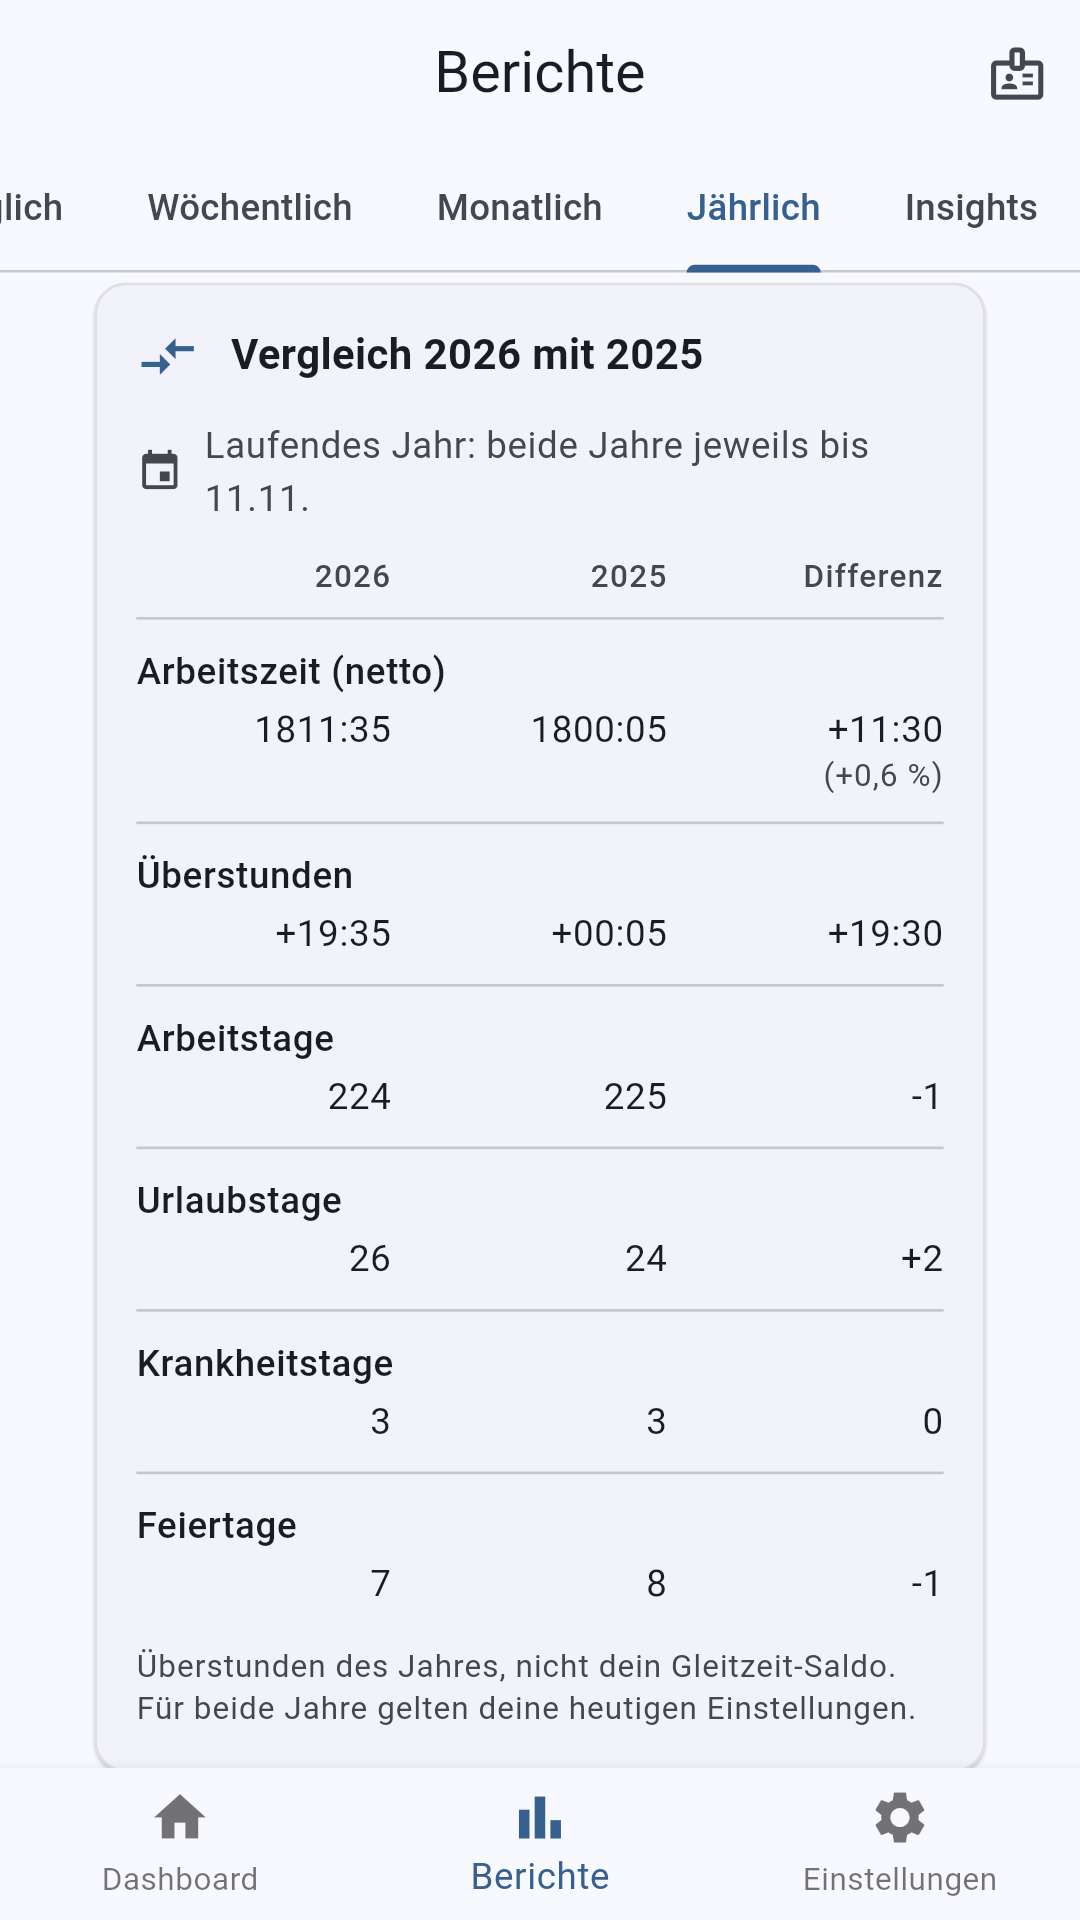 Berichte
glich Wöchentlich Monatlich Jährlich Insights
Vergleich 2026 mit 2025
Laufendes Jahr: beide Jahre jeweils bis
11.11.
2026 2025 Differenz
Arbeitszeit (netto)
1811:35 1800:05 +11:30
(+0,6 %)
Überstunden
+19:35 +00:05 +19:30
Arbeitstage
224 225 -1
Urlaubstage
26 24 +2
Krankheitstage
3 3 0
Feiertage
7 8 -1
Überstunden des Jahres, nicht dein Gleitzeit-Saldo.
Für beide Jahre gelten deine heutigen Einstellungen.
Dashboard Berichte Einstellungen